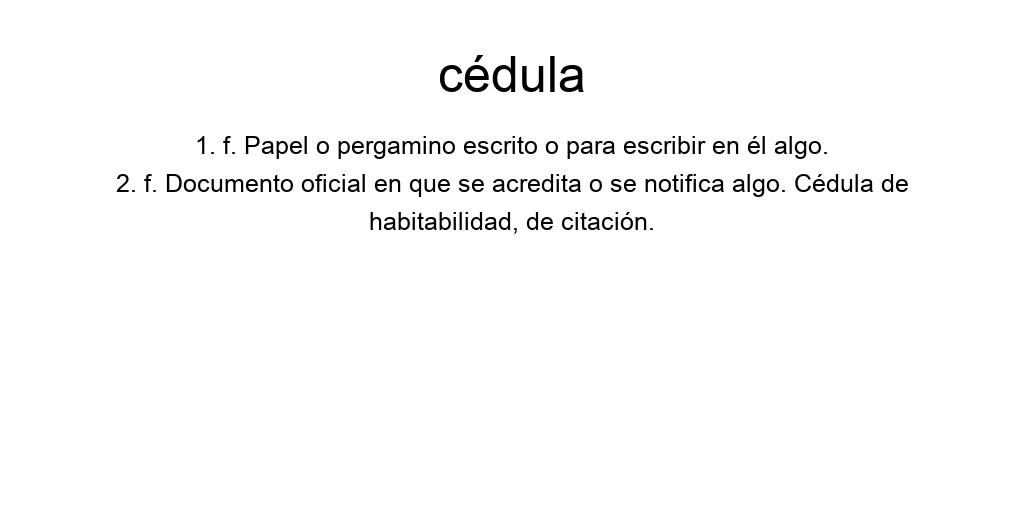 cédula
1. f. Papel o pergamino escrito o para escribir en él algo.
2. f. Documento oficial en que se acredita o se notifica algo. Cédula de
habitabilidad, de citación.